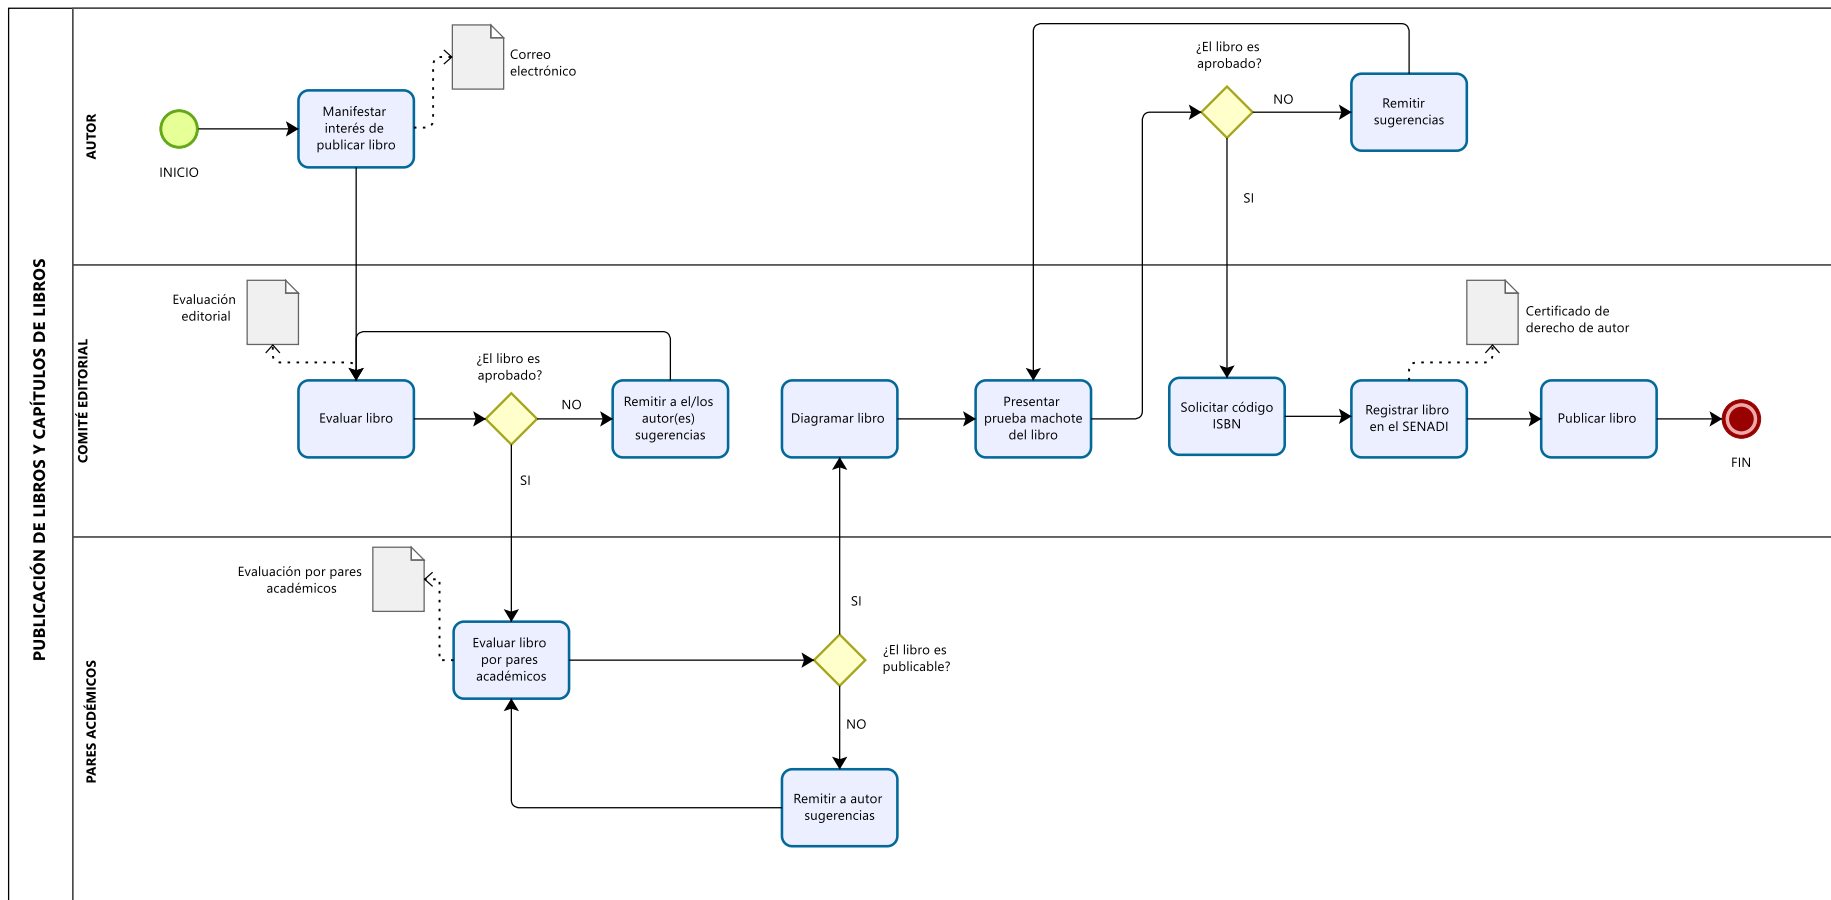 PUBLICACIÓN DE LIBROS Y CAPÍTULOS DE LIBROS
AUTOR
INICIO
Manifestar
interés de
publicar libro
Correo
electrónico
¿El libro es
aprobado?
NO
SI
Remitir
sugerencias
COMITÉ EDITORIAL
Evaluación
editorial
Evaluar libro
¿El libro es
aprobado?
NO
SI
Remitir a el/los
autor(es)
sugerencias
Diagramar libro
Presentar
prueba machote
del libro
Solicitar código
ISBN
Registrar libro
en el SENADI
Certificado de
derecho de autor
Publicar libro
FIN
PARES ACDÉMICOS
Evaluación por pares
académicos
Evaluar libro
por pares
académicos
SI
¿El libro es
publicable?
NO
Remitir a autor
sugerencias